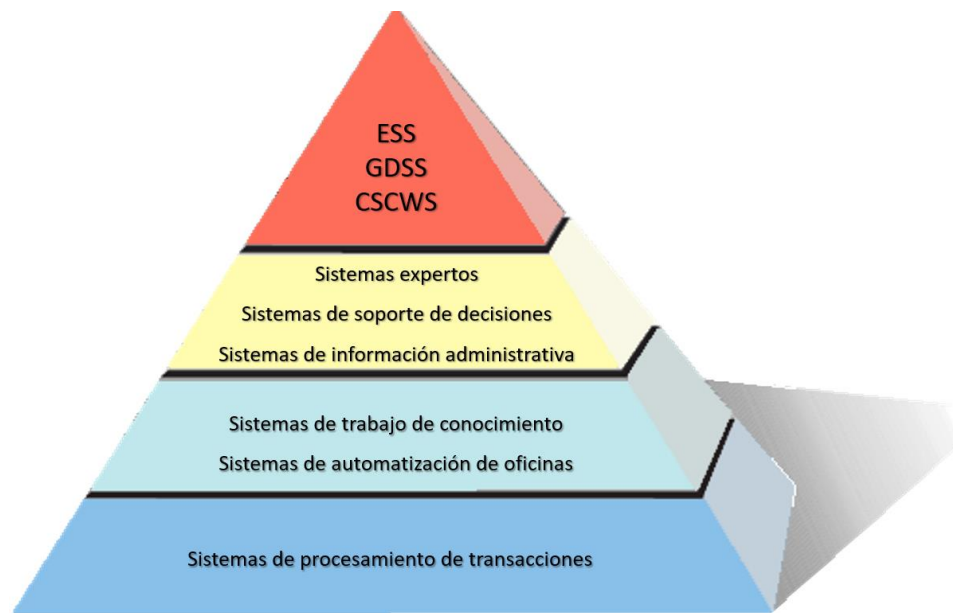 ESS
GDSS
CSCWS
Sistemas expertos
Sistemas de soporte de decisiones
Sistemas de información administrativa
Sistemas de trabajo de conocimiento
Sistemas de automatización de oficinas
Sistemas de procesamiento de transacciones